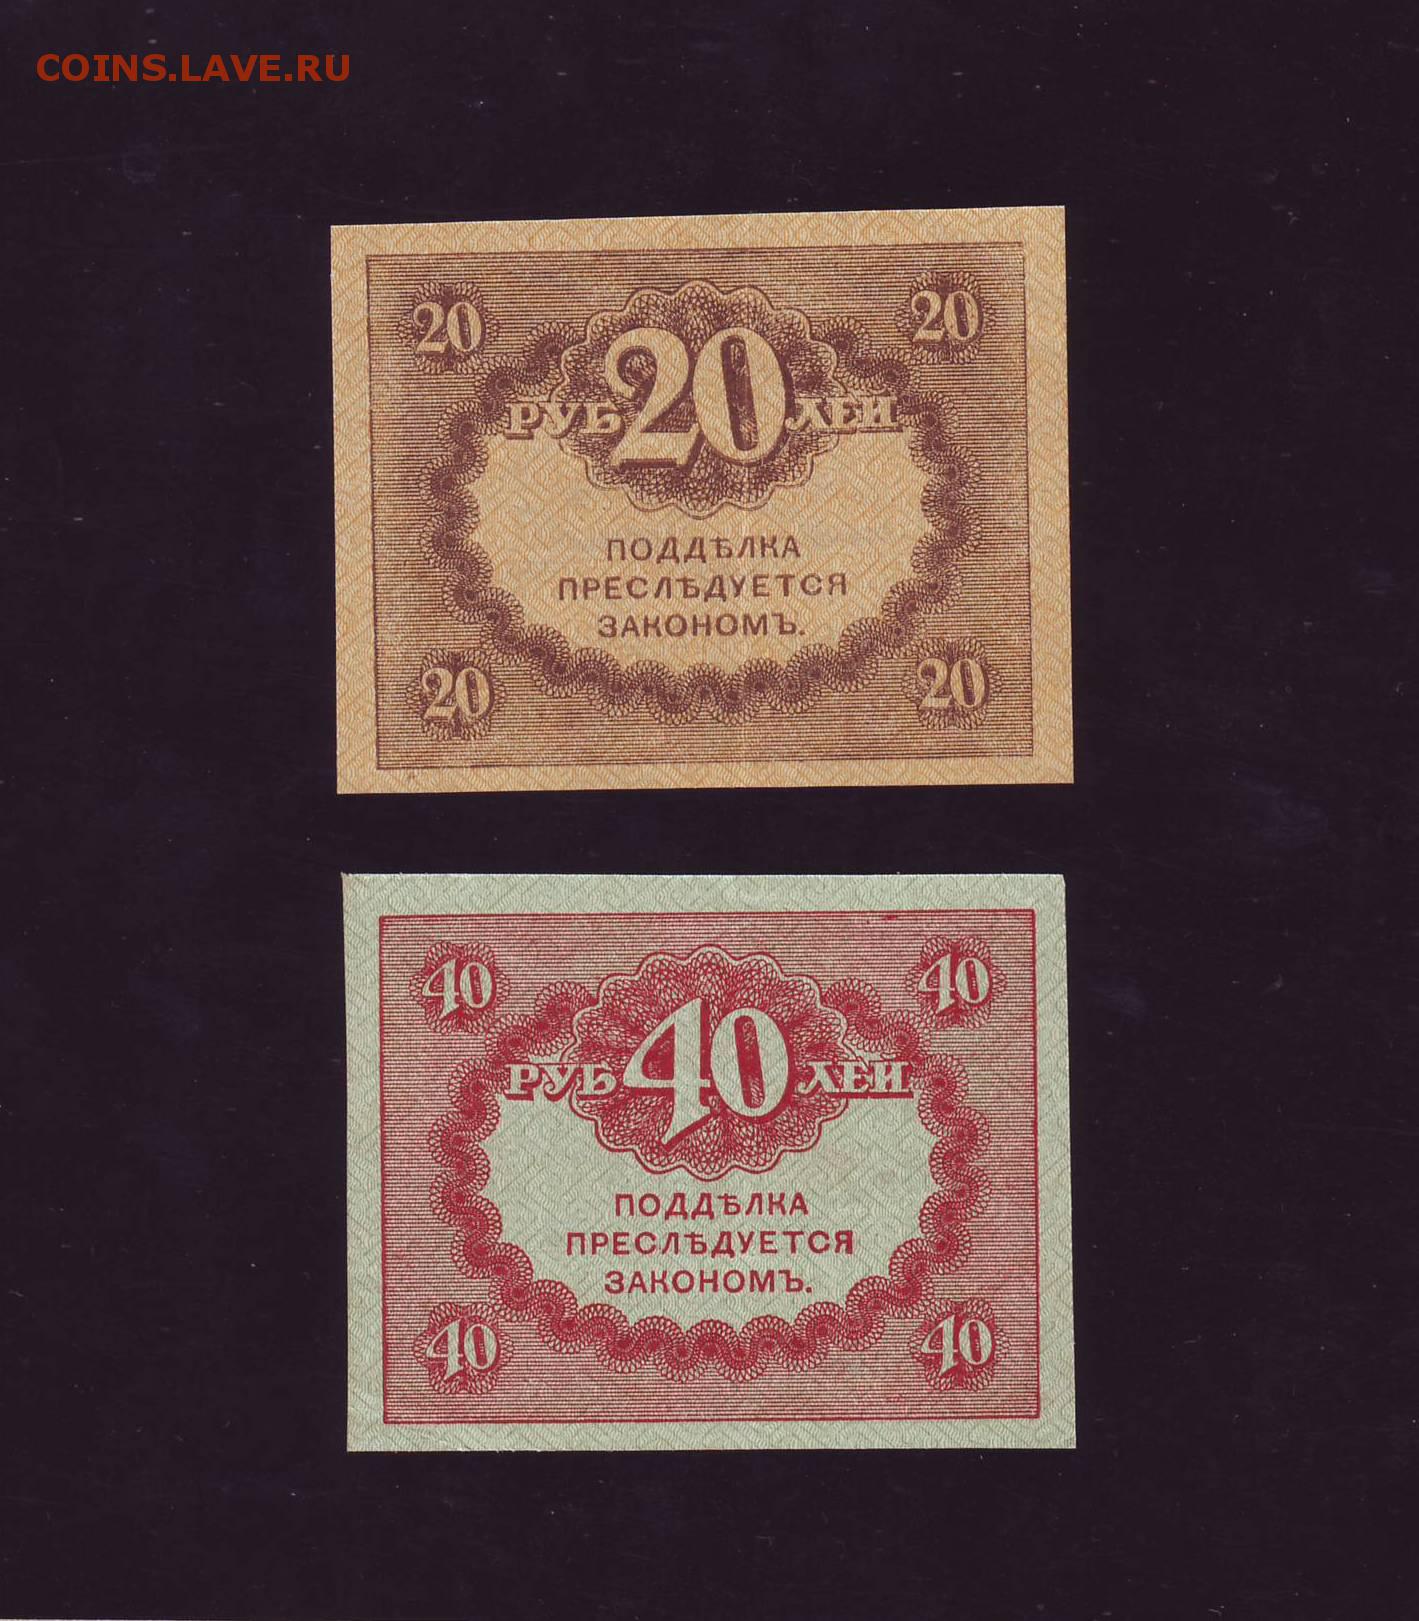 COINS.LAVE.RU
20 20
РУБ 20 ЛЕЙ
ПОДДѢЛКА
ПРЕСЛѢДУЕТСЯ
ЗАКОНОМЪ.
20 20
40 40
РУБ 40 ЛЕЙ
ПОДДѢЛКА
ПРЕСЛѢДУЕТСЯ
ЗАКОНОМЪ.
40 40